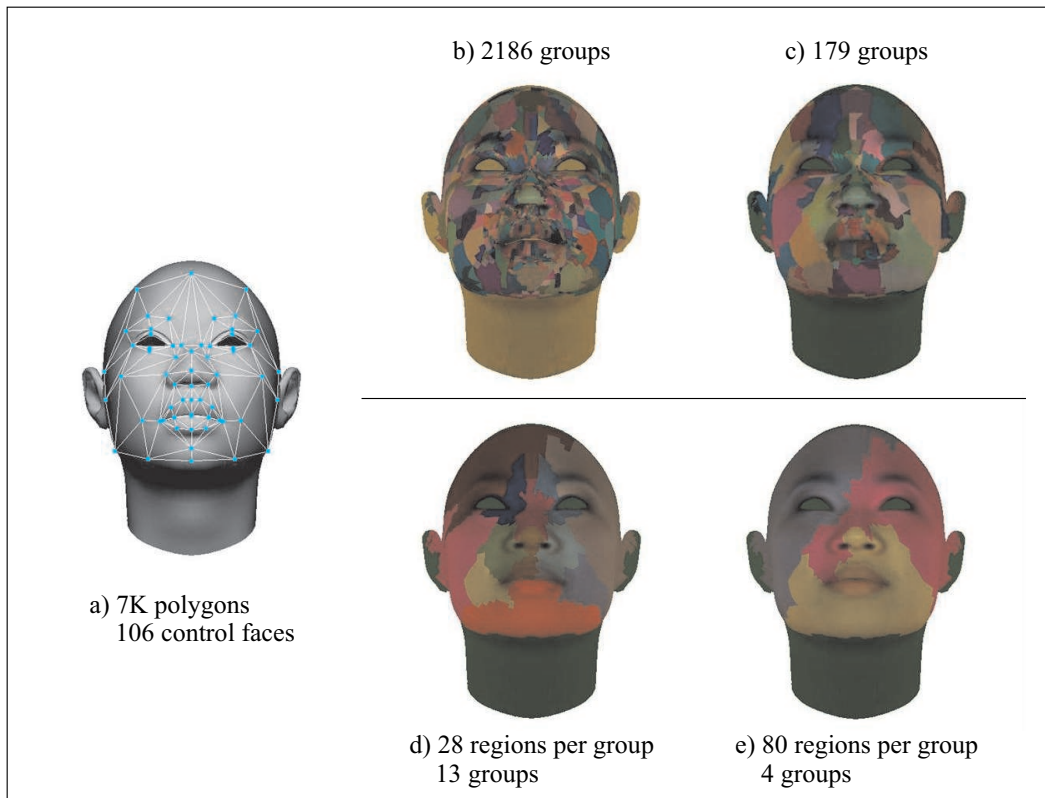 b) 2186 groups
c) 179 groups
a) 7K polygons
106 control faces
d) 28 regions per group
13 groups
e) 80 regions per group
4 groups